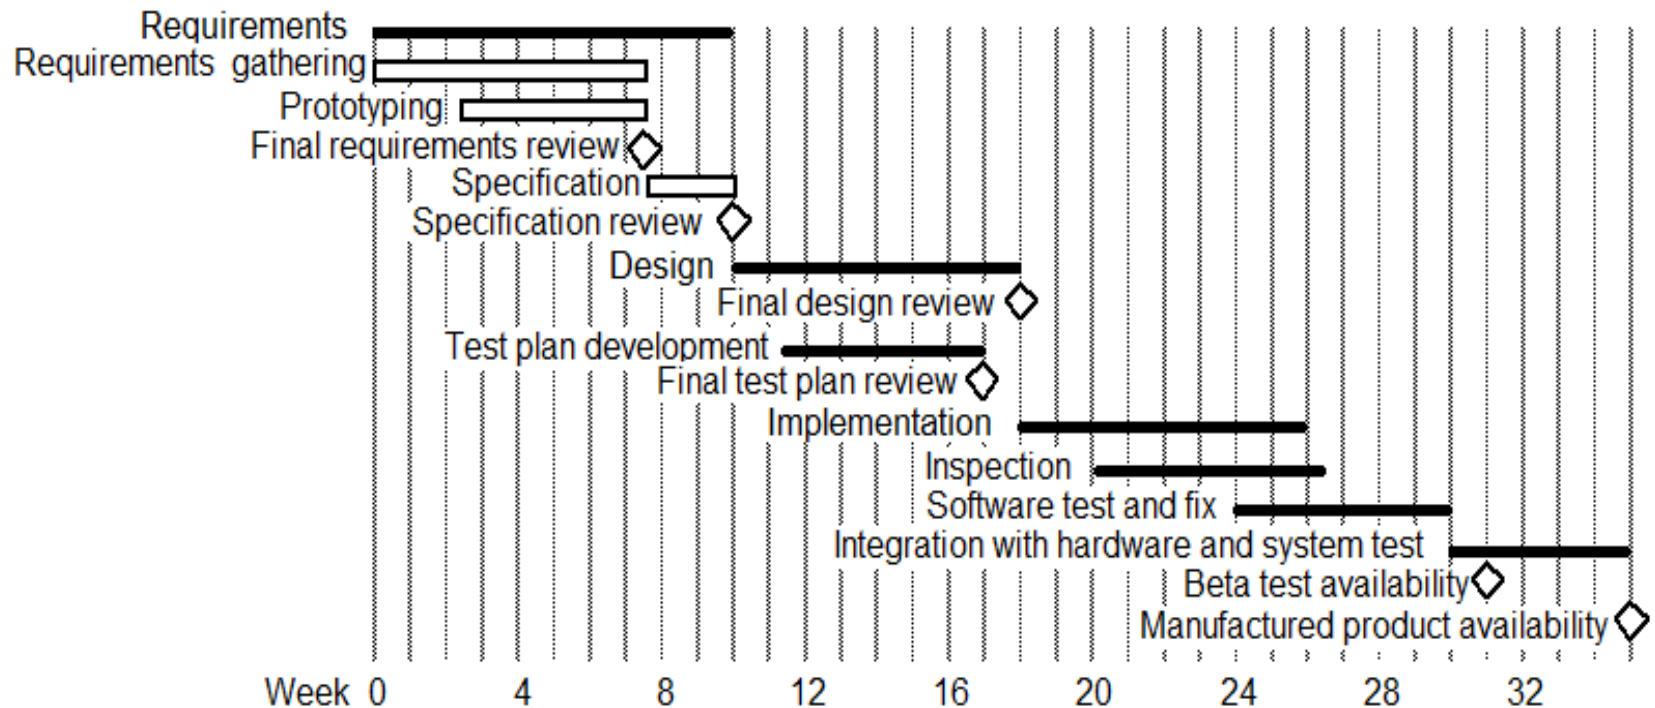 Requirements
Requirements gathering
Prototyping
Final requirements review
Specification
Specification review
Design
Final design review
Test plan development
Final test plan review
Implementation
Inspection
Software test and fix
Integration with hardware and system test
Beta test availability
Manufactured product availability
Week 0 4 8 12 16 20 24 28 32